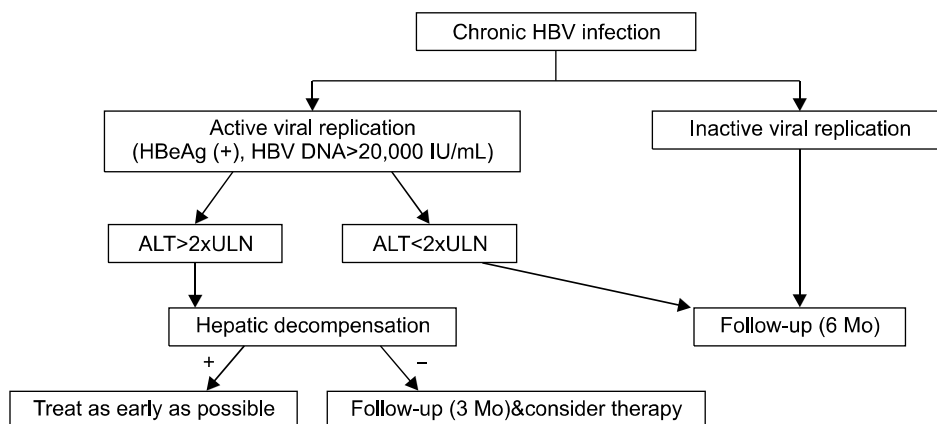 Chronic HBV infection
Active viral replication
(HBeAg (+), HBV DNA>20,000 IU/mL)
Inactive viral replication
ALT>2xULN
ALT<2xULN
Hepatic decompensation
Follow-up (6 Mo)
+
−
Treat as early as possible
Follow-up (3 Mo)&consider therapy